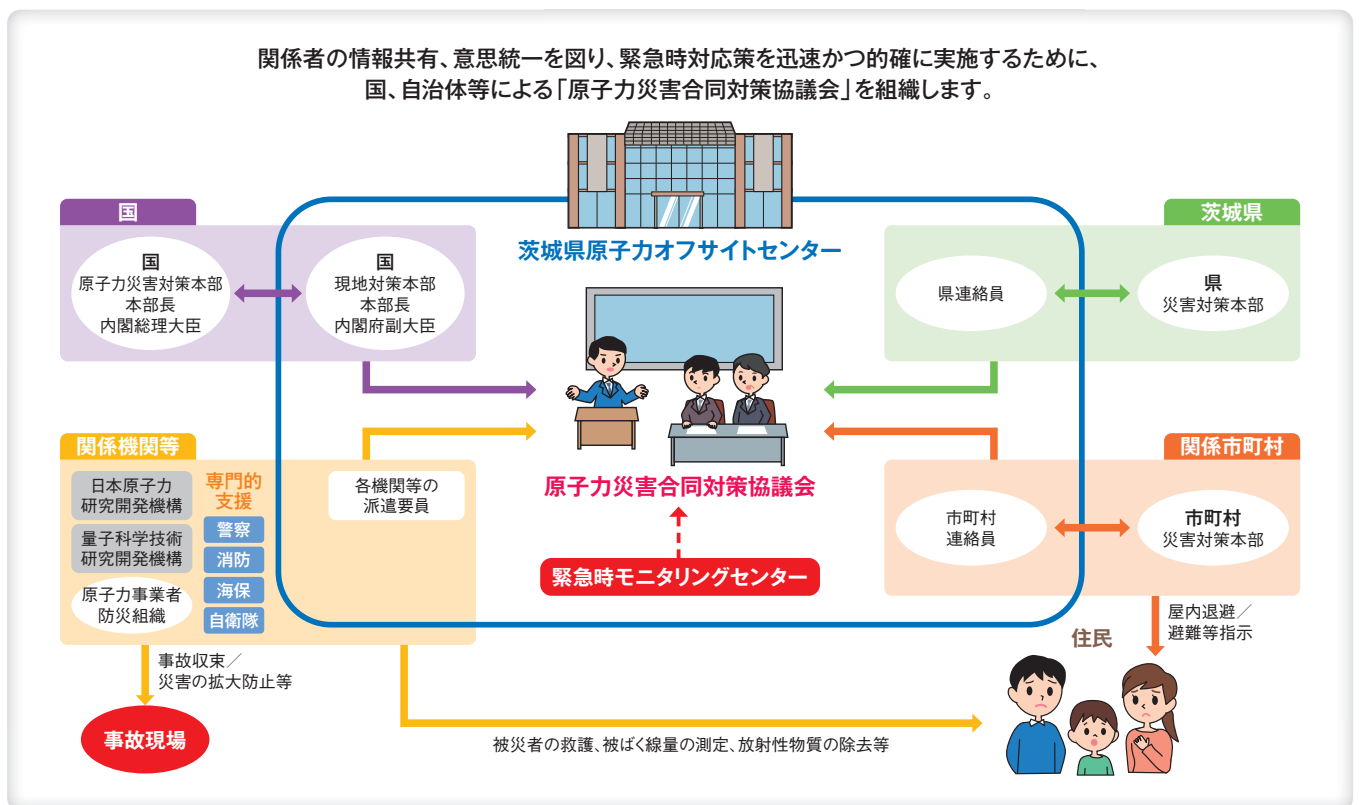 関係者の情報共有、意思統一を図り、緊急時対応策を迅速かつ的確に実施するために、
国、自治体等による「原子力災害合同対策協議会」を組織します。
茨城県原子力オフサイトセンター
国
国
原子力災害対策本部
本部長
内閣総理大臣
国
現地対策本部
本部長
内閣府副大臣
茨城県
県連絡員
県
災害対策本部
関係機関等
日本原子力
研究開発機構
量子科学技術
研究開発機構
原子力事業者
防災組織
専門的
支援
警察
消防
海保
自衛隊
各機関等の
派遣要員
原子力災害合同対策協議会
緊急時モニタリングセンター
関係市町村
市町村
連絡員
市町村
災害対策本部
屋内退避／
避難等指示
住民
事故収束／
災害の拡大防止等
事故現場
被災者の救護、被ばく線量の測定、放射性物質の除去等